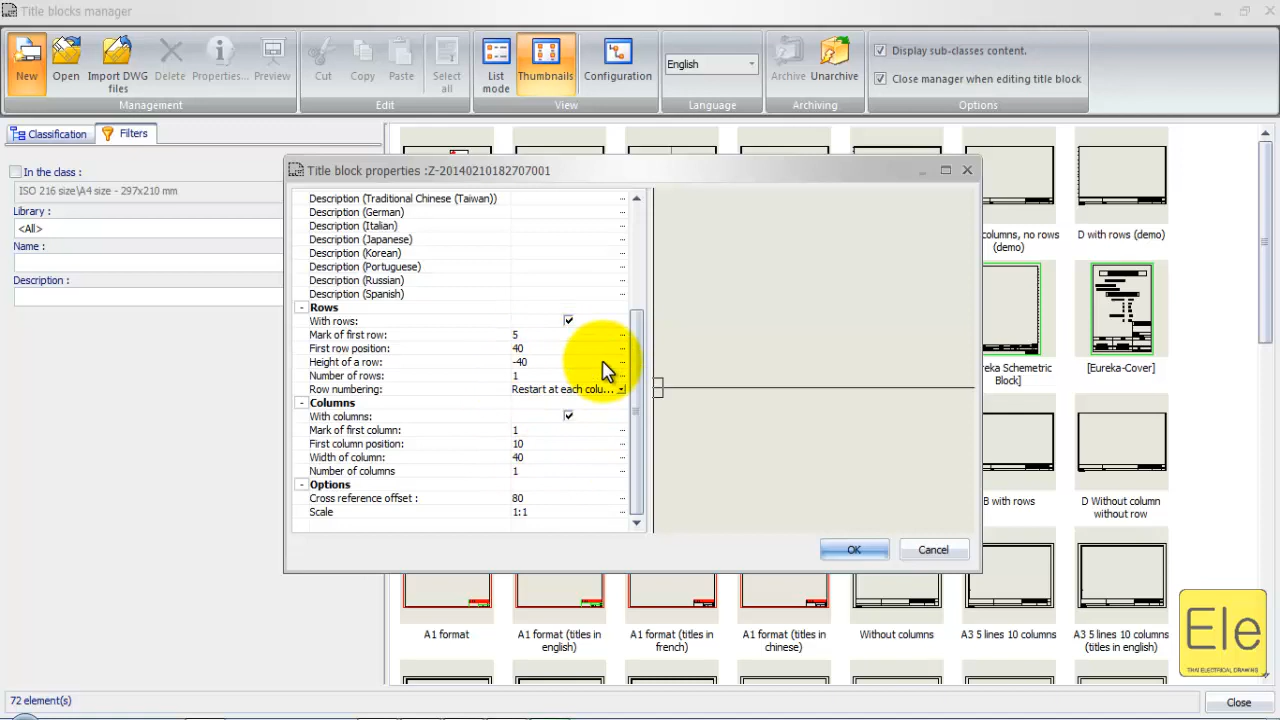 Title blocks manager
New
Open
Import DWG
files
Delete
Properties...
Preview
Management
Cut
Copy
Paste
Select
all
Edit
List
mode
Thumbnails
Configuration
View
English
Language
Archive
Unarchive
Archiving
Display sub-classes content.
Close manager when editing title block
Options
Classification
Filters
In the class :
ISO 216 size\A4 size - 297x210 mm
Library :
<All>
Name :
Description :
Title block properties :Z-20140210182707001
Description (Traditional Chinese (Taiwan))
Description (German)
Description (Italian)
Description (Japanese)
Description (Korean)
Description (Portuguese)
Description (Russian)
Description (Spanish)
Rows
With rows:
Mark of first row: 5
First row position: 40
Height of a row: -40
Number of rows: 1
Row numbering: Restart at each colu...
Columns
With columns:
Mark of first column: 1
First column position: 10
Width of column: 40
Number of columns 1
Options
Cross reference offset : 80
Scale 1:1
OK
Cancel
columns, no rows
(demo)
D with rows (demo)
Schemetric
Block]
[Eureka-Cover]
B with rows
D Without column
without row
A1 format
A1 format (titles in
english)
A1 format (titles in
french)
A1 format (titles in
chinese)
Without columns
A3 5 lines 10 columns
A3 5 lines 10 columns
(titles in english)
Ele
THAI ELECTRICAL DRAWING
72 element(s)
Close